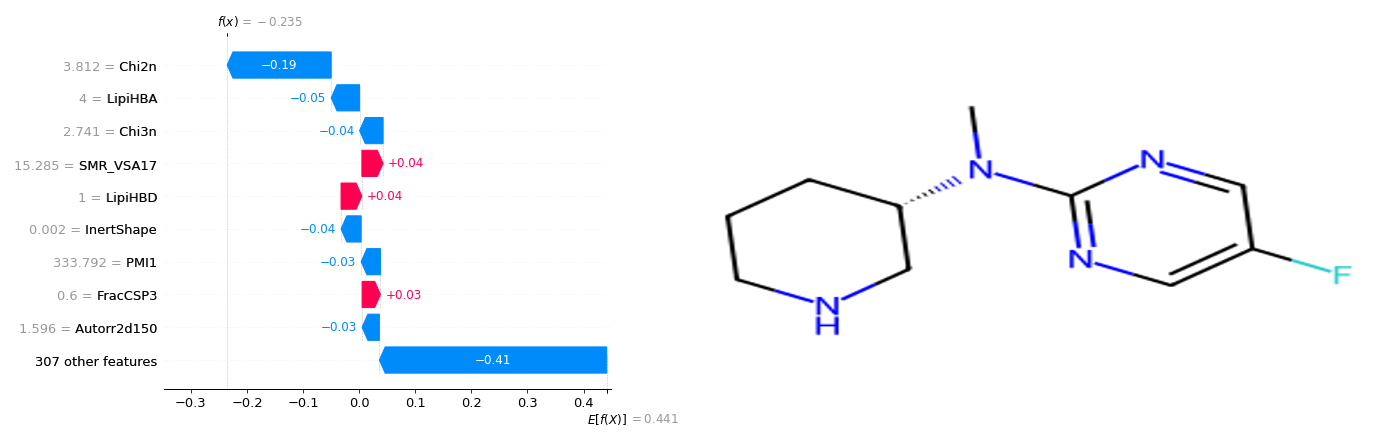 f(x) = −0.235
3.812 = Chi2n
−0.19
4 = LipiHBA
−0.05
2.741 = Chi3n
−0.04
15.285 = SMR_VSA17
+0.04
1 = LipiHBD
+0.04
0.002 = InertShape
−0.04
333.792 = PMI1
−0.03
0.6 = FracCSP3
+0.03
1.596 = Autorr2d150
−0.03
307 other features
−0.41
−0.3 −0.2 −0.1 0.0 0.1 0.2 0.3 0.4
E[f(X)] = 0.441
N
N
N
F
N
H